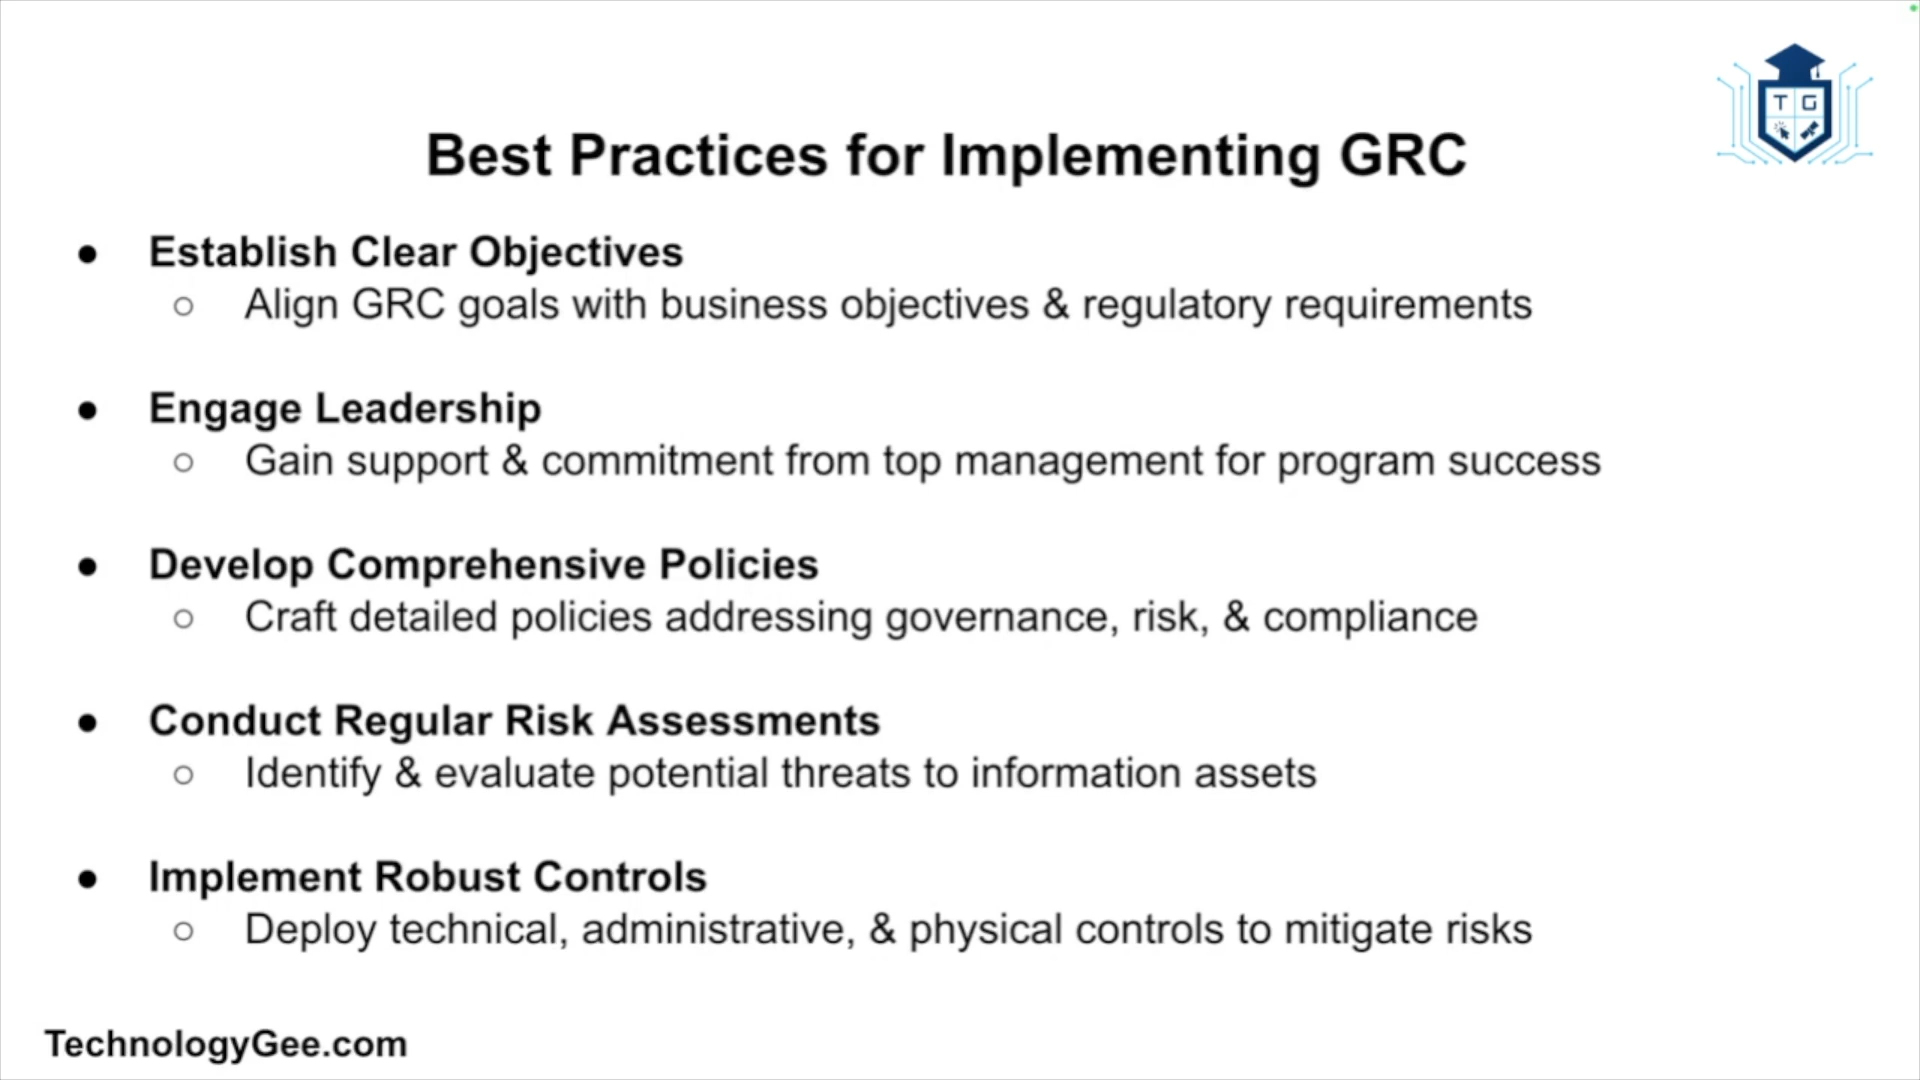 T G
Best Practices for Implementing GRC
● Establish Clear Objectives
○ Align GRC goals with business objectives & regulatory requirements
● Engage Leadership
○ Gain support & commitment from top management for program success
● Develop Comprehensive Policies
○ Craft detailed policies addressing governance, risk, & compliance
● Conduct Regular Risk Assessments
○ Identify & evaluate potential threats to information assets
● Implement Robust Controls
○ Deploy technical, administrative, & physical controls to mitigate risks
TechnologyGee.com